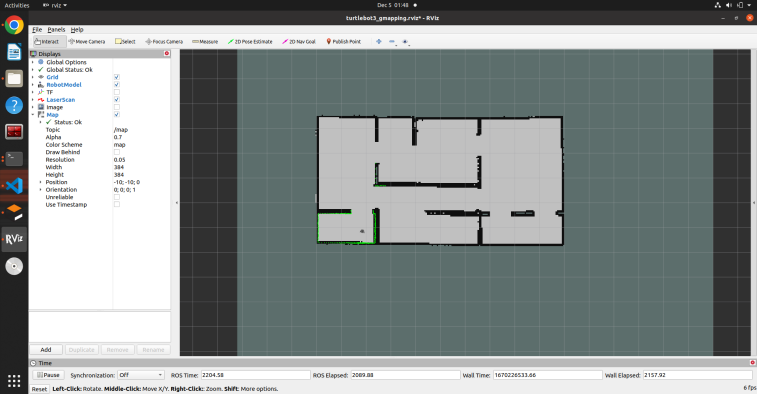 Activities
rviz
Dec 5 01:48
turtlebot3_gmapping.rviz* - RViz
File Panels Help
Interact Move Camera Select Focus Camera Measure 2D Pose Estimate 2D Nav Goal Publish Point
Displays
Global Options
Global Status: Ok
Grid
RobotModel
TF
LaserScan
Image
Map
Status: Ok
Topic /map
Alpha 0.7
Color Scheme map
Draw Behind
Resolution 0.05
Width 384
Height 384
Position -10; -10; 0
Orientation 0; 0; 0; 1
Unreliable
Use Timestamp
RViz
Add Duplicate Remove Rename
Time
Pause Synchronization: Off ROS Time: 2204.58 ROS Elapsed: 2089.88 Wall Time: 1670226533.66 Wall Elapsed: 2157.92
Reset Left-Click: Rotate. Middle-Click: Move X/Y. Right-Click: Zoom. Shift: More options. 6 fps